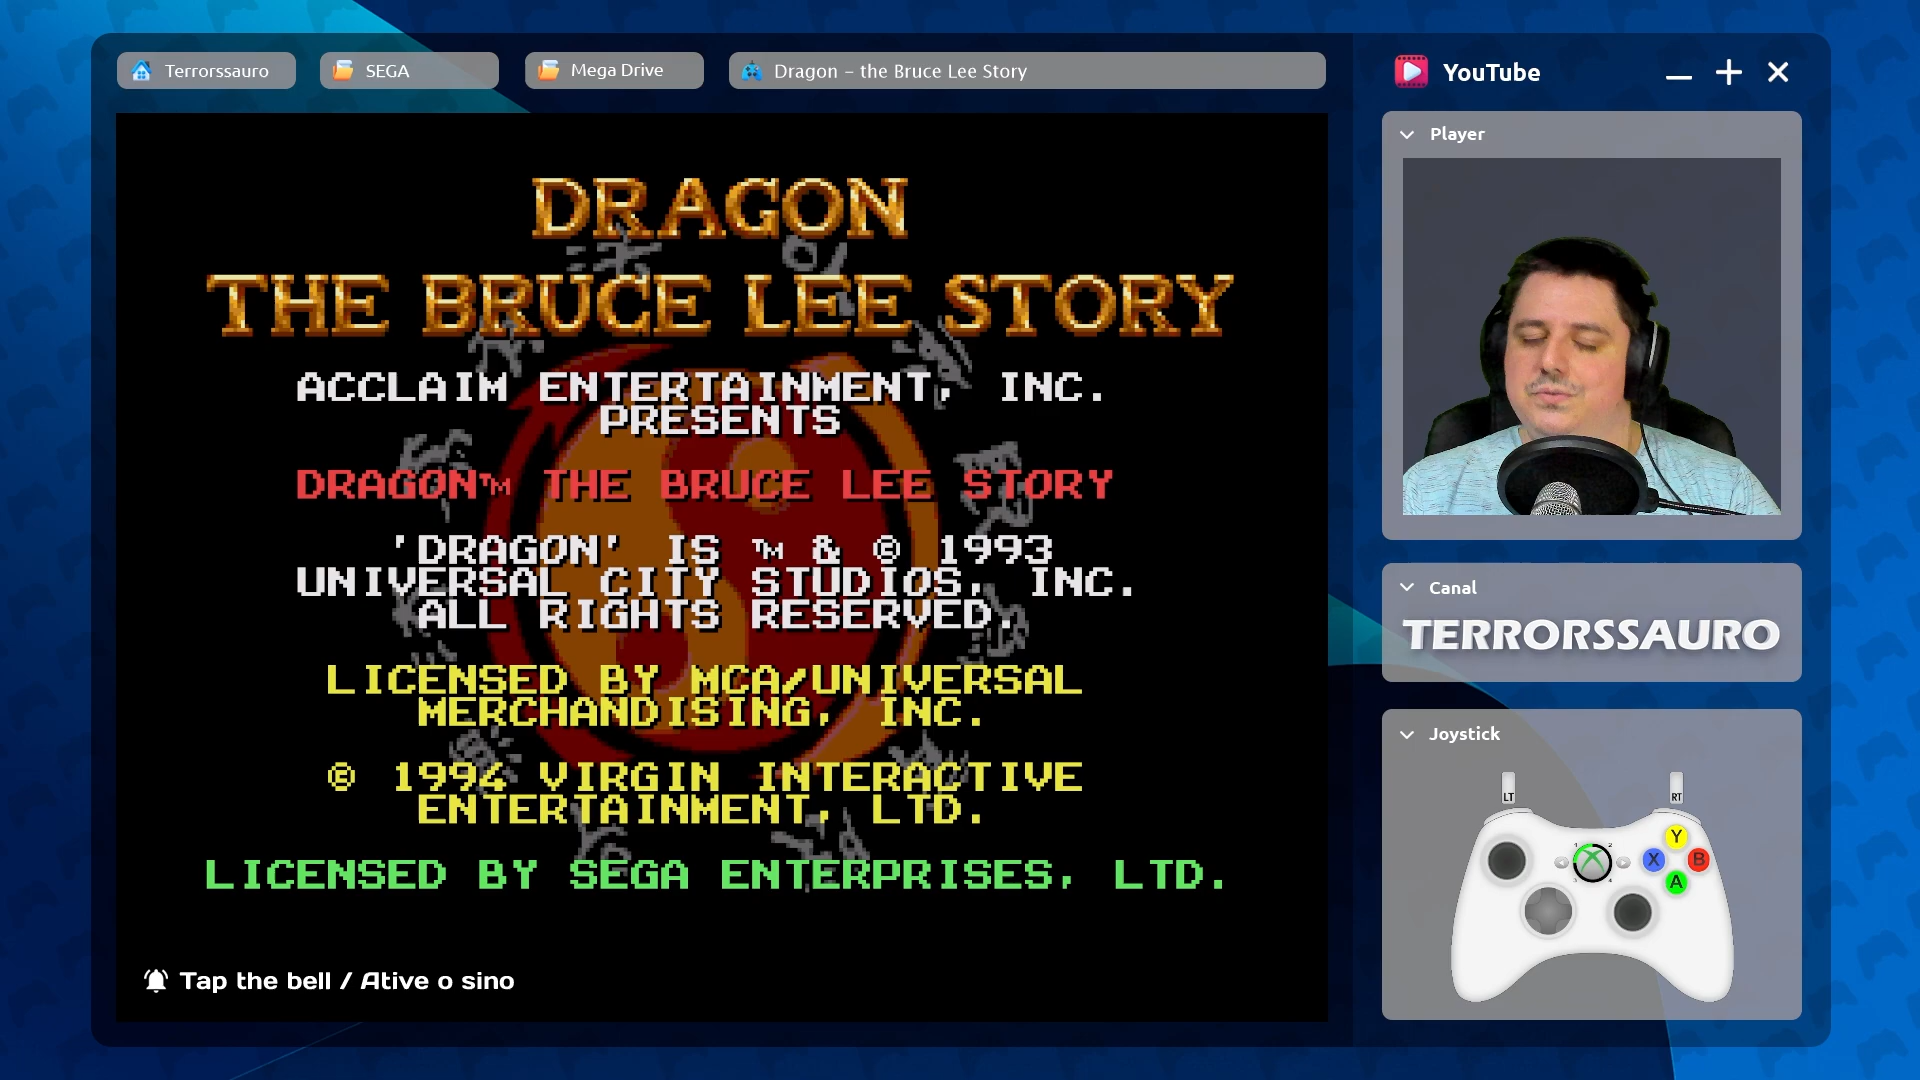 Terrorssauro
SEGA
Mega Drive
Dragon - the Bruce Lee Story
YouTube
DRAGON
THE BRUCE LEE STORY
ACCLAIM ENTERTAINMENT, INC.
PRESENTS
DRAGON™ THE BRUCE LEE STORY
'DRAGON' IS ™ & © 1993
UNIVERSAL CITY STUDIOS, INC.
ALL RIGHTS RESERVED.
LICENSED BY MCA/UNIVERSAL
MERCHANDISING, INC.
© 1994 VIRGIN INTERACTIVE
ENTERTAINMENT, LTD.
LICENSED BY SEGA ENTERPRISES, LTD.
Tap the bell / Ative o sino
Player
Canal
TERRORSSAURO
Joystick
LT
RT
Y
X
B
A